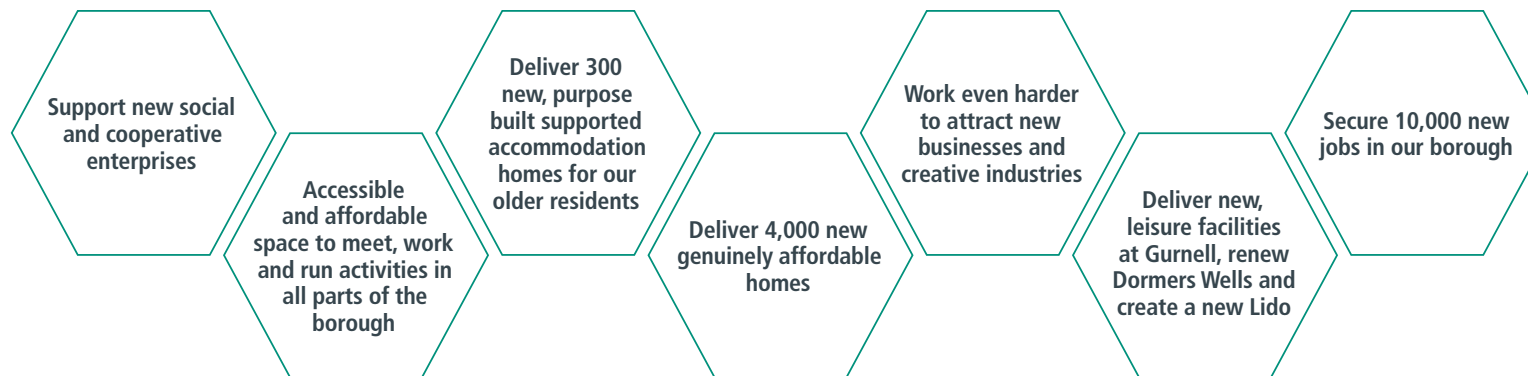 Support new social
and cooperative
enterprises
Accessible
and affordable
space to meet, work
and run activities in
all parts of the
borough
Deliver 300
new, purpose
built supported
accommodation
homes for our
older residents
Deliver 4,000 new
genuinely affordable
homes
Work even harder
to attract new
businesses and
creative industries
Deliver new,
leisure facilities
at Gurnell, renew
Dormers Wells and
create a new Lido
Secure 10,000 new
jobs in our borough